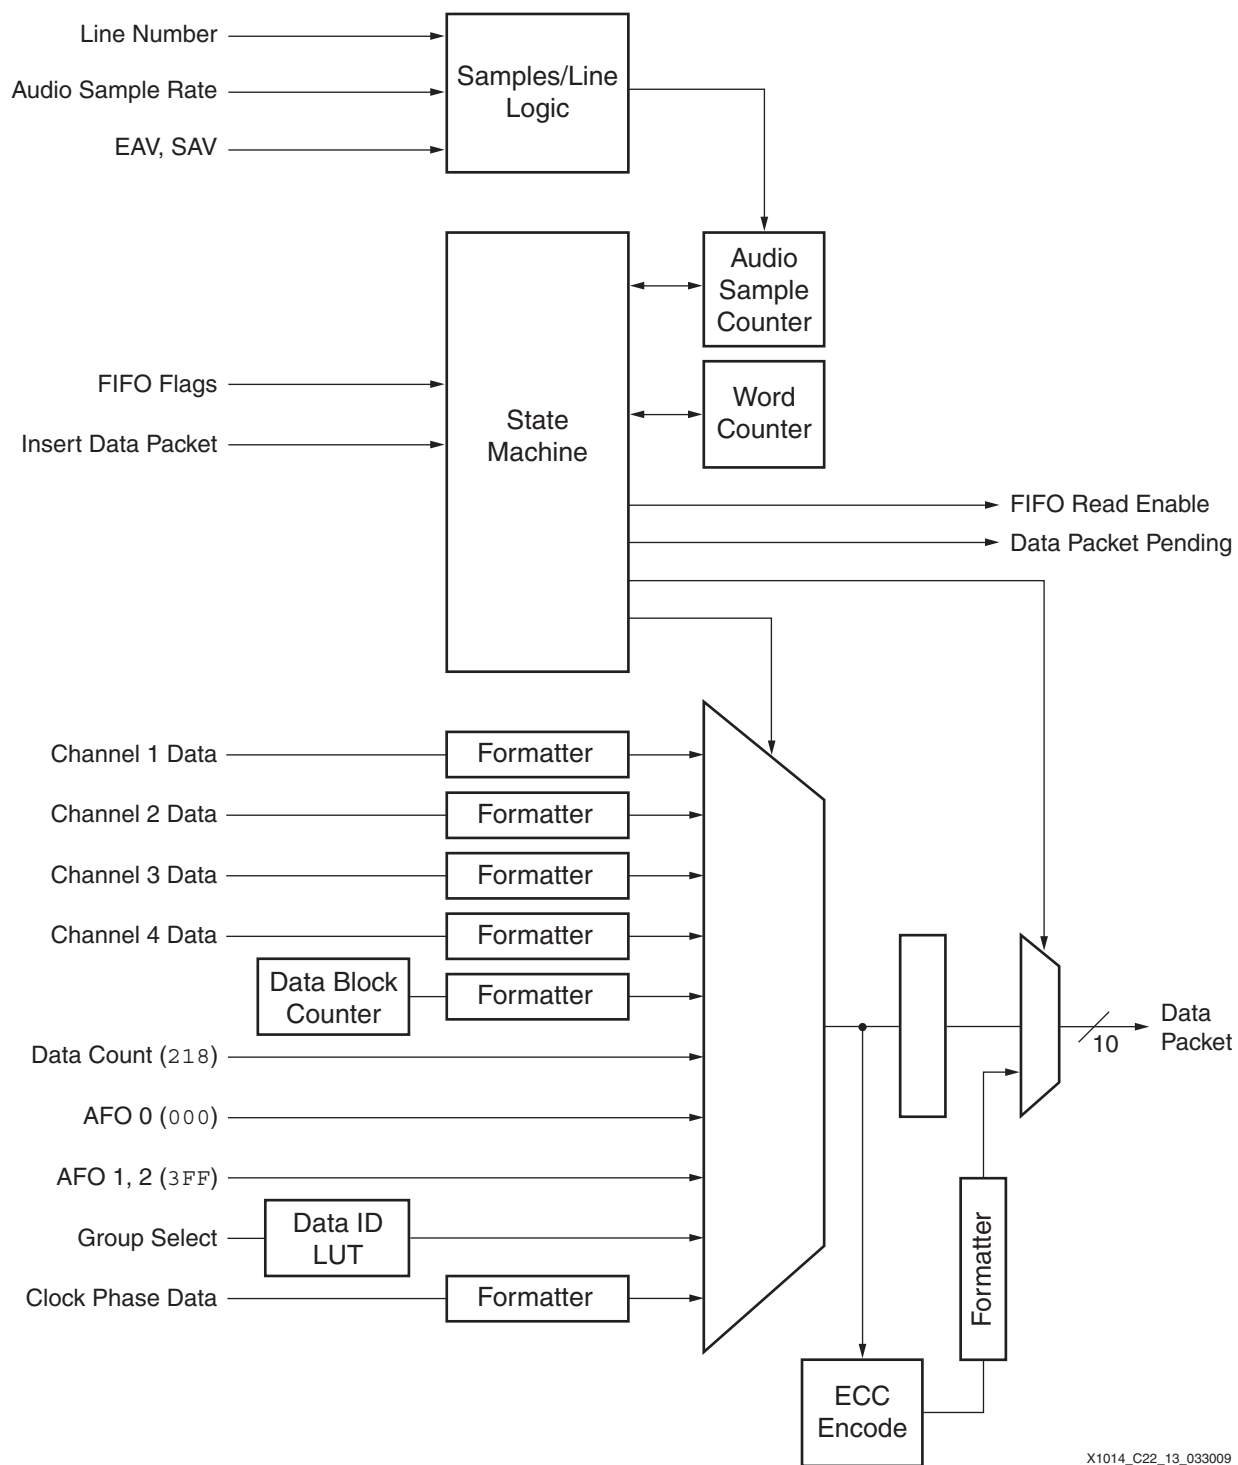 Line Number
Audio Sample Rate
EAV, SAV
Samples/Line
Logic
Audio
Sample
Counter
FIFO Flags
Insert Data Packet
State
Machine
Word
Counter
FIFO Read Enable
Data Packet Pending
Channel 1 Data
Formatter
Channel 2 Data
Formatter
Channel 3 Data
Formatter
Channel 4 Data
Formatter
Data Block
Counter
Formatter
Data Count (218)
AFO 0 (000)
AFO 1, 2 (3FF)
Group Select
Data ID
LUT
Clock Phase Data
Formatter
10
Data
Packet
Formatter
ECC
Encode
X1014_C22_13_033009